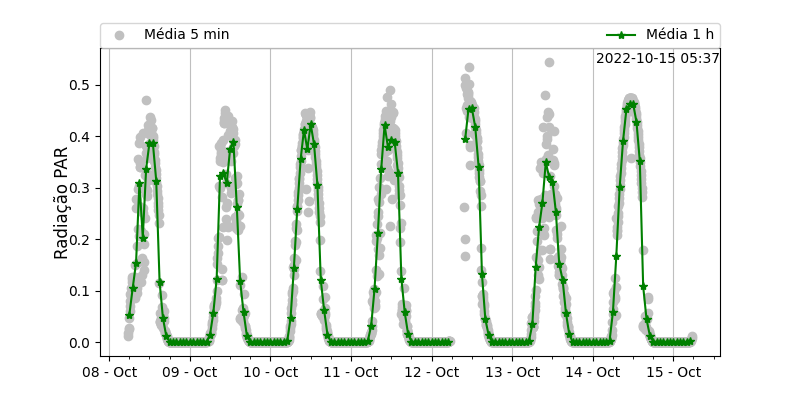 Média 5 min
Média 1 h
2022-10-15 05:37
Radiação PAR
0.5
0.4
0.3
0.2
0.1
0.0
08 - Oct
09 - Oct
10 - Oct
11 - Oct
12 - Oct
13 - Oct
14 - Oct
15 - Oct